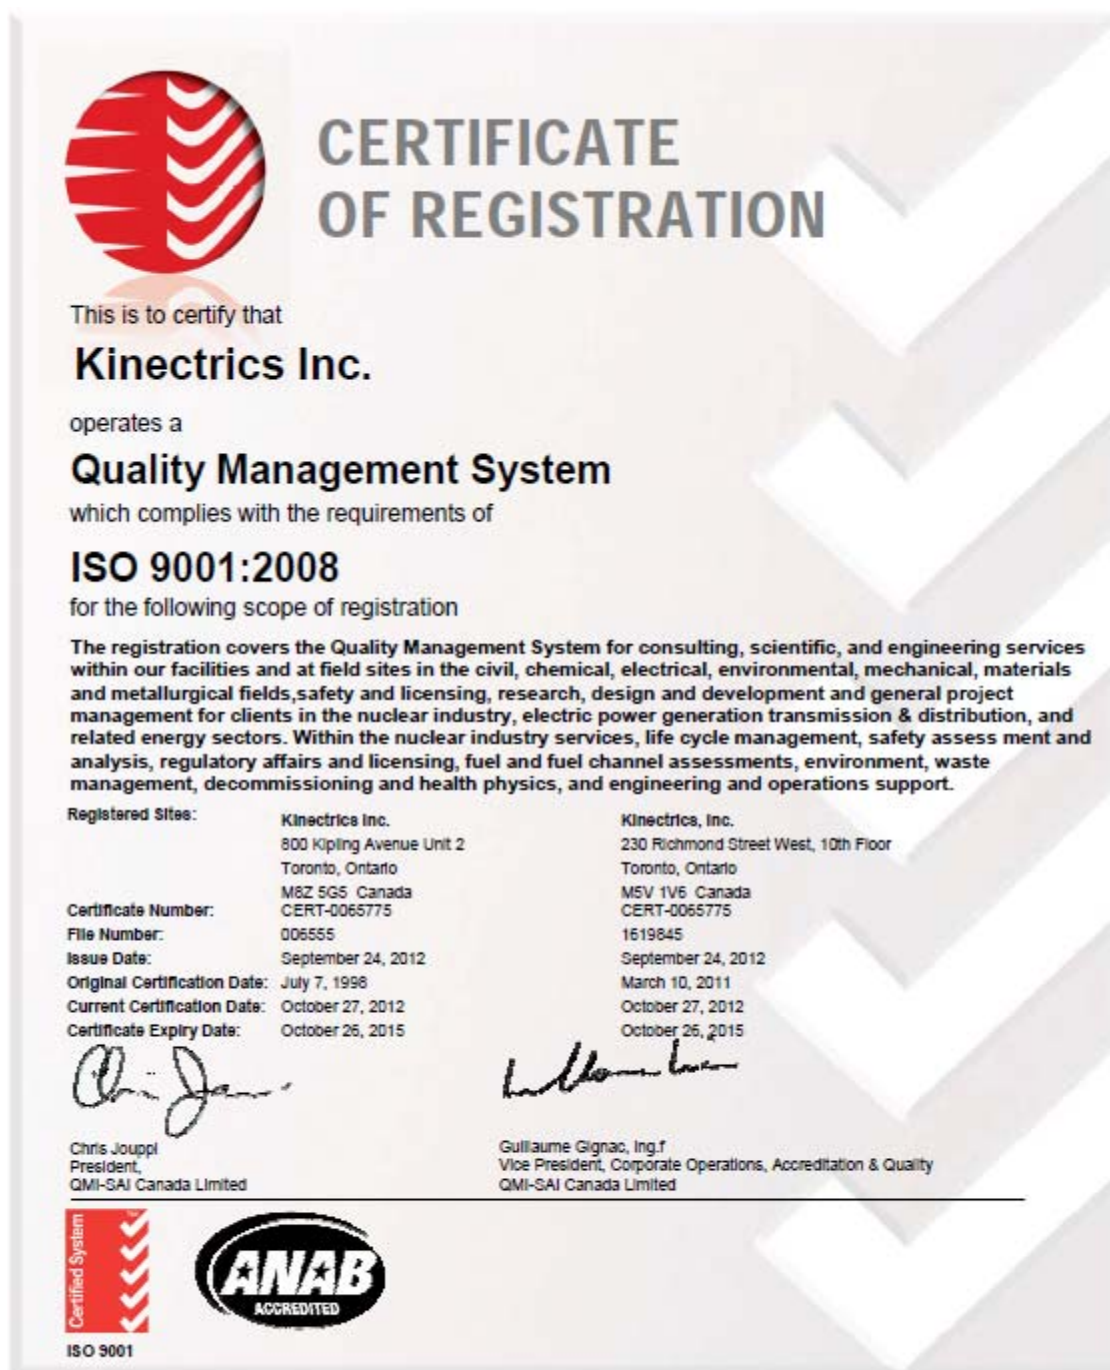 CERTIFICATE
OF REGISTRATION
This is to certify that
Kinectrics Inc.
operates a
Quality Management System
which complies with the requirements of
ISO 9001:2008
for the following scope of registration
The registration covers the Quality Management System for consulting, scientific, and engineering services
within our facilities and at field sites in the civil, chemical, electrical, environmental, mechanical, materials
and metallurgical fields,safety and licensing, research, design and development and general project
management for clients in the nuclear industry, electric power generation transmission & distribution, and
related energy sectors. Within the nuclear industry services, life cycle management, safety assess ment and
analysis, regulatory affairs and licensing, fuel and fuel channel assessments, environment, waste
management, decommissioning and health physics, and engineering and operations support.
Registered Sites: Kinectrics Inc. Kinectrics, Inc.
800 Kipling Avenue Unit 2 230 Richmond Street West, 10th Floor
Toronto, Ontario Toronto, Ontario
M8Z 5G5 Canada M5V 1V6 Canada
Certificate Number: CERT-0065775 CERT-0065775
File Number: 006555 1619845
Issue Date: September 24, 2012 September 24, 2012
Original Certification Date: July 7, 1998 March 10, 2011
Current Certification Date: October 27, 2012 October 27, 2012
Certificate Expiry Date: October 26, 2015 October 26, 2015
Chris Jouppi
President,
QMI-SAI Canada Limited
Guillaume Gignac, ing.f
Vice President, Corporate Operations, Accreditation & Quality
QMI-SAI Canada Limited
Certified System
ISO 9001
ANAB
ACCREDITED